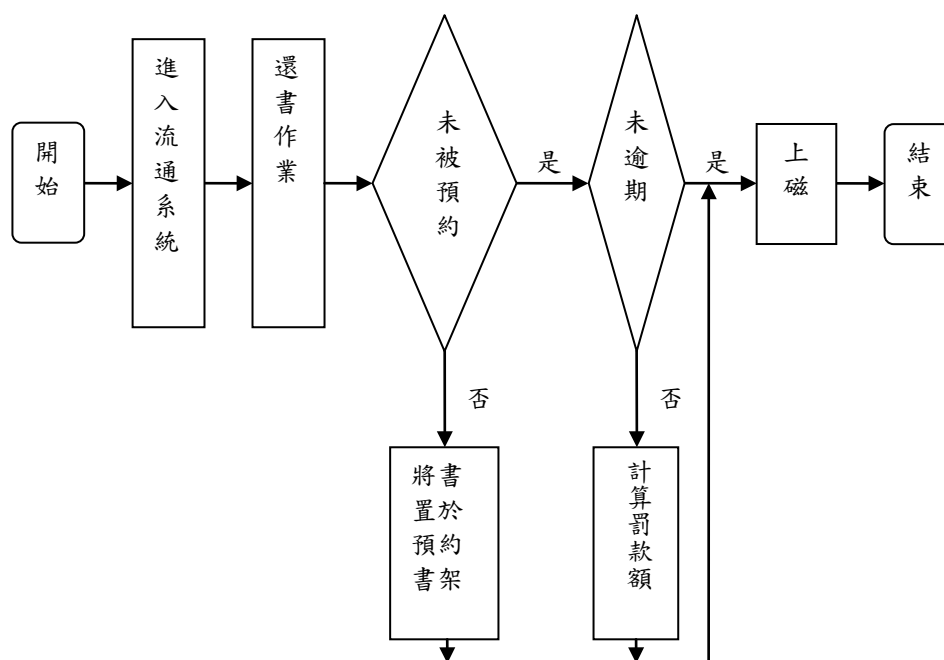 開始
進入流通系統
還書作業
未被預約
是
未逾期
是
上磁
結束
否
否
將書
置於
預約
書架
計算罰款額